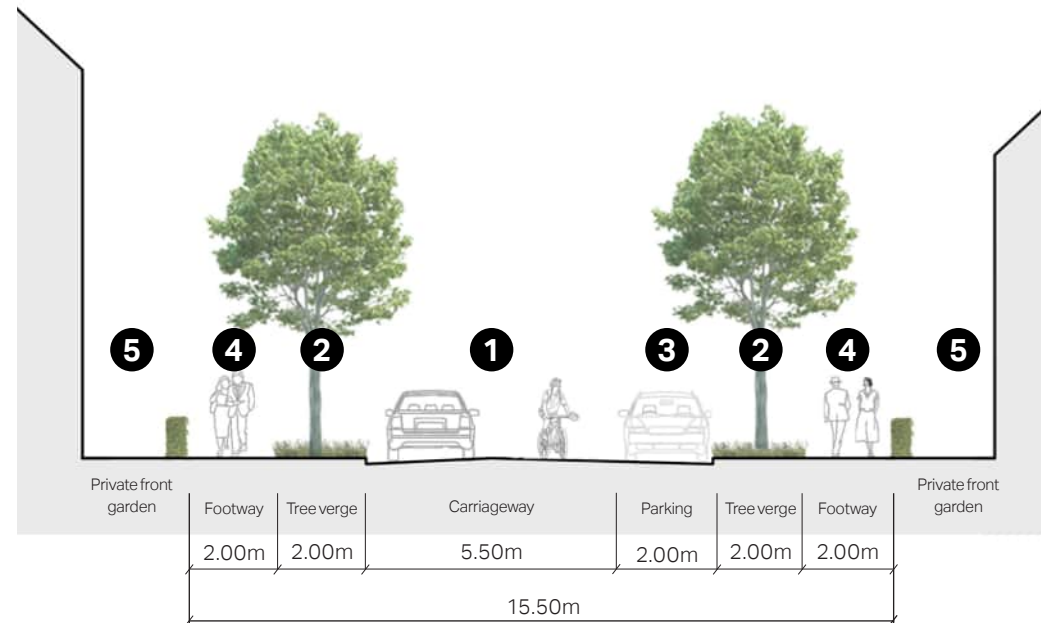 5 4 2 1 3 2 4 5
Private front
garden
Footway
Tree verge
Carriageway
Parking
Tree verge
Footway
Private front
garden
2.00m 2.00m 5.50m 2.00m 2.00m 2.00m
15.50m